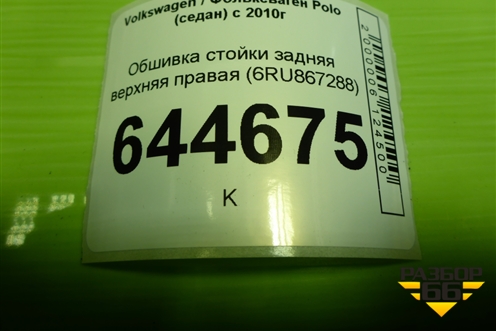 Volkswagen / Фольксваген Polo
(седан) с 2010г
Обшивка стойки задняя
верхняя правая (6RU867288)
644675
К
2000006124500
РАЗБОР
66